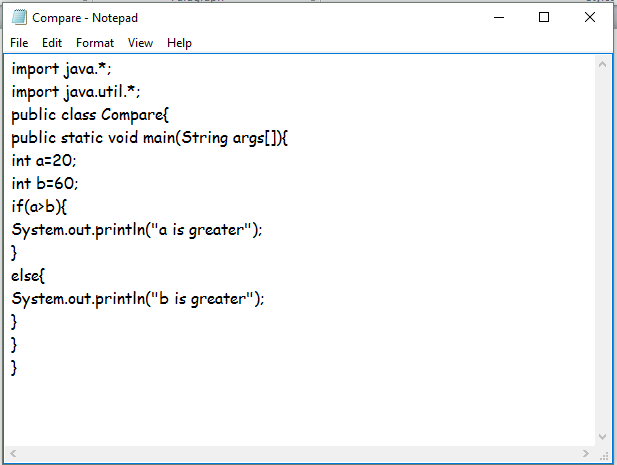 Compare - Notepad
File Edit Format View Help
import java.*;
import java.util.*;
public class Compare{
public static void main(String args[]){
int a=20;
int b=60;
if(a>b){
System.out.println("a is greater");
}
else{
System.out.println("b is greater");
}
}
}